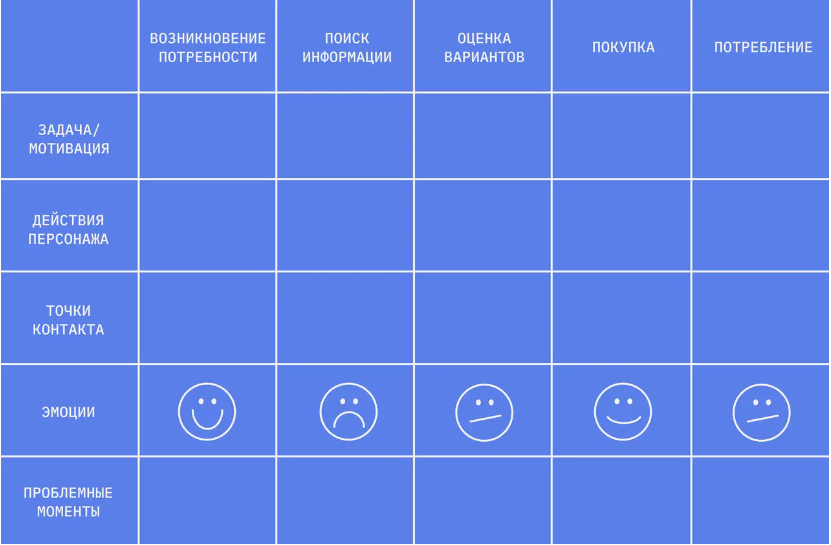 ВОЗНИКНОВЕНИЕ
ПОТРЕБНОСТИ
ПОИСК
ИНФОРМАЦИИ
ОЦЕНКА
ВАРИАНТОВ
ПОКУПКА
ПОТРЕБЛЕНИЕ
ЗАДАЧА/
МОТИВАЦИЯ
ДЕЙСТВИЯ
ПЕРСОНАЖА
ТОЧКИ
КОНТАКТА
ЭМОЦИИ
ПРОБЛЕМНЫЕ
МОМЕНТЫ